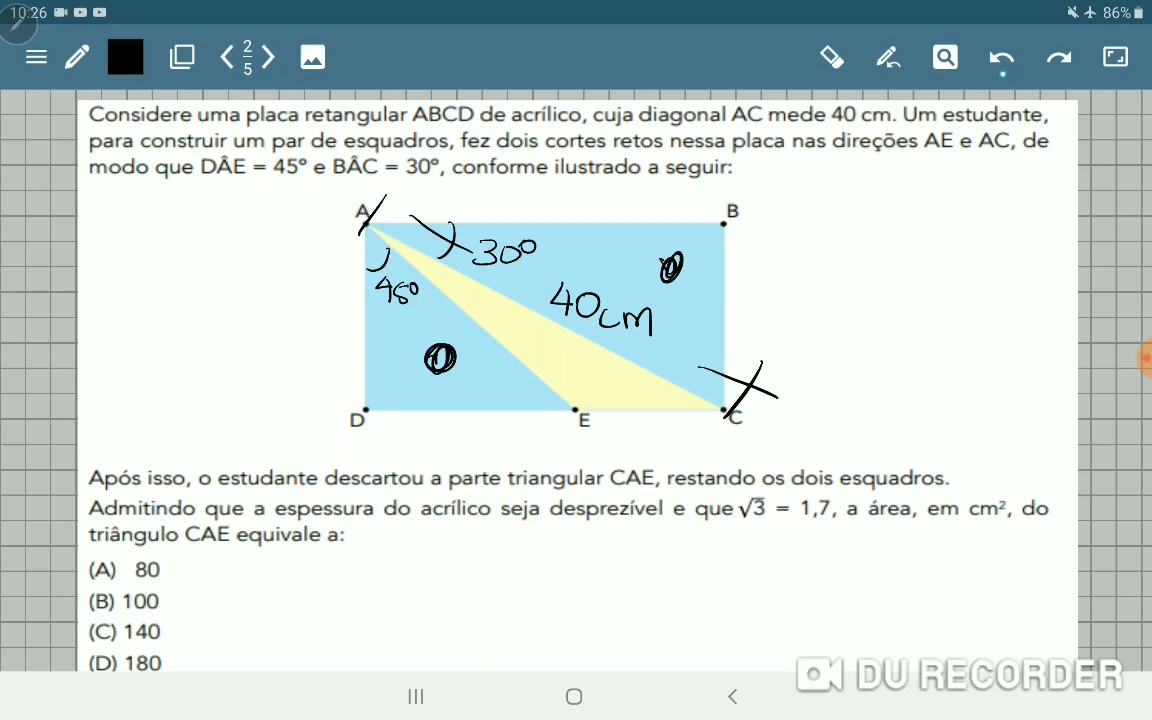 10:26 86%
2
5
Considere uma placa retangular ABCD de acrílico, cuja diagonal AC mede 40 cm. Um estudante,
para construir um par de esquadros, fez dois cortes retos nessa placa nas direções AE e AC, de
modo que DÂE = 45º e BÂC = 30º, conforme ilustrado a seguir:
A B
30º
45º
40cm
D E C
Após isso, o estudante descartou a parte triangular CAE, restando os dois esquadros.
Admitindo que a espessura do acrílico seja desprezível e que √3 = 1,7, a área, em cm², do
triângulo CAE equivale a:
(A) 80
(B) 100
(C) 140
(D) 180
DU RECORDER